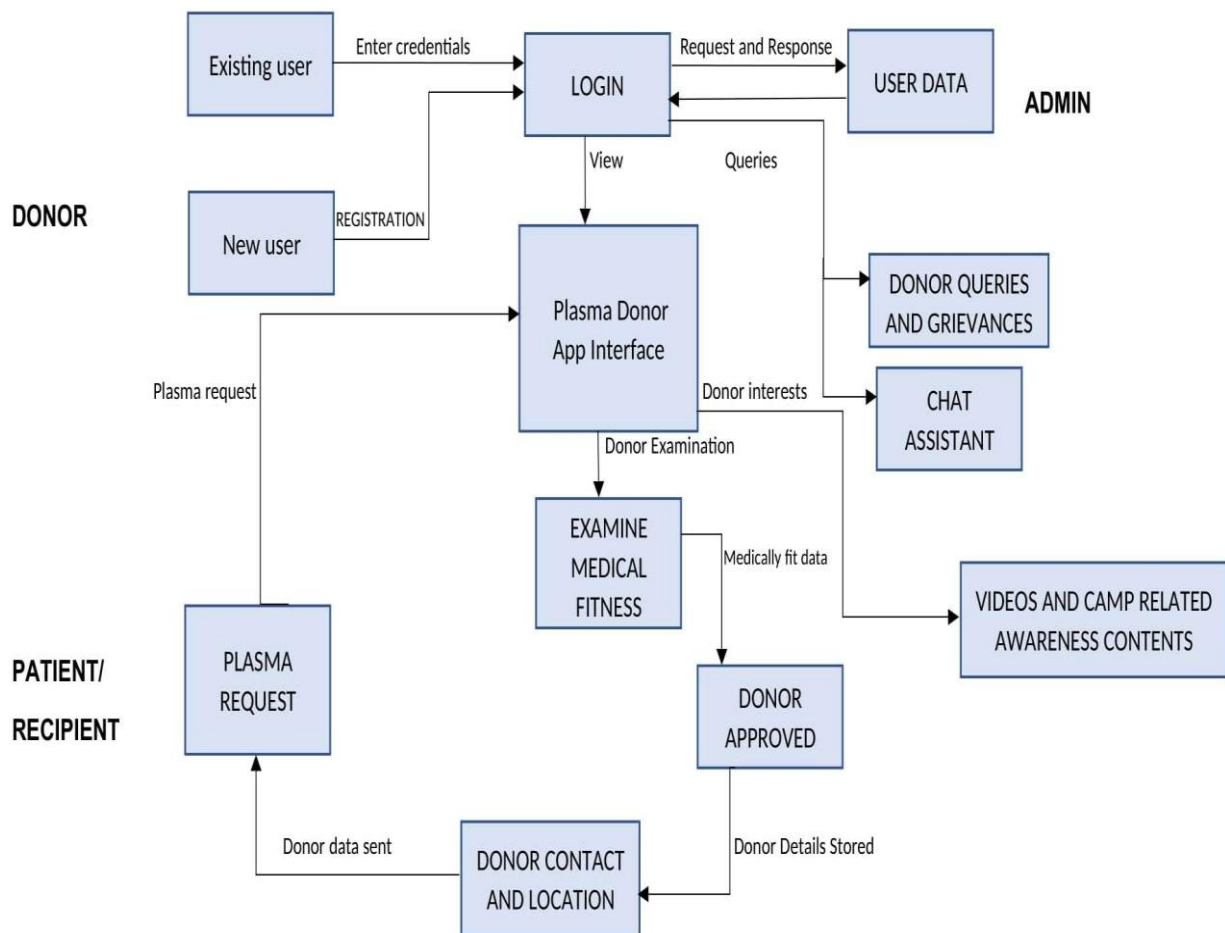 Existing user
Enter credentials
LOGIN
Request and Response
USER DATA
ADMIN
View
Queries
DONOR
New user
REGISTRATION
Plasma Donor
App Interface
DONOR QUERIES
AND GRIEVANCES
Plasma request
Donor interests
CHAT
ASSISTANT
Donor Examination
EXAMINE
MEDICAL
FITNESS
Medically fit data
VIDEOS AND CAMP RELATED
AWARENESS CONTENTS
PATIENT/
RECIPIENT
PLASMA
REQUEST
DONOR
APPROVED
Donor data sent
DONOR CONTACT
AND LOCATION
Donor Details Stored